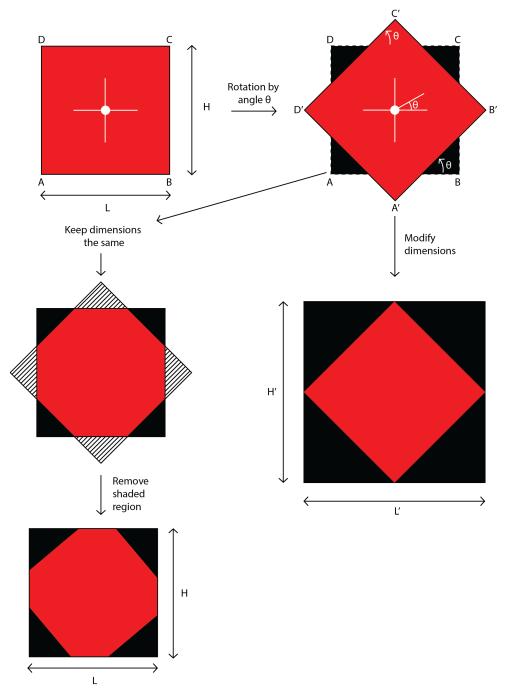 D
C
A
B
H
L
Rotation by
angle θ
C'
D
C
θ
θ
D'
B'
θ
A
B
A'
Keep dimensions
the same
Modify
dimensions
H'
L'
Remove
shaded
region
H
L